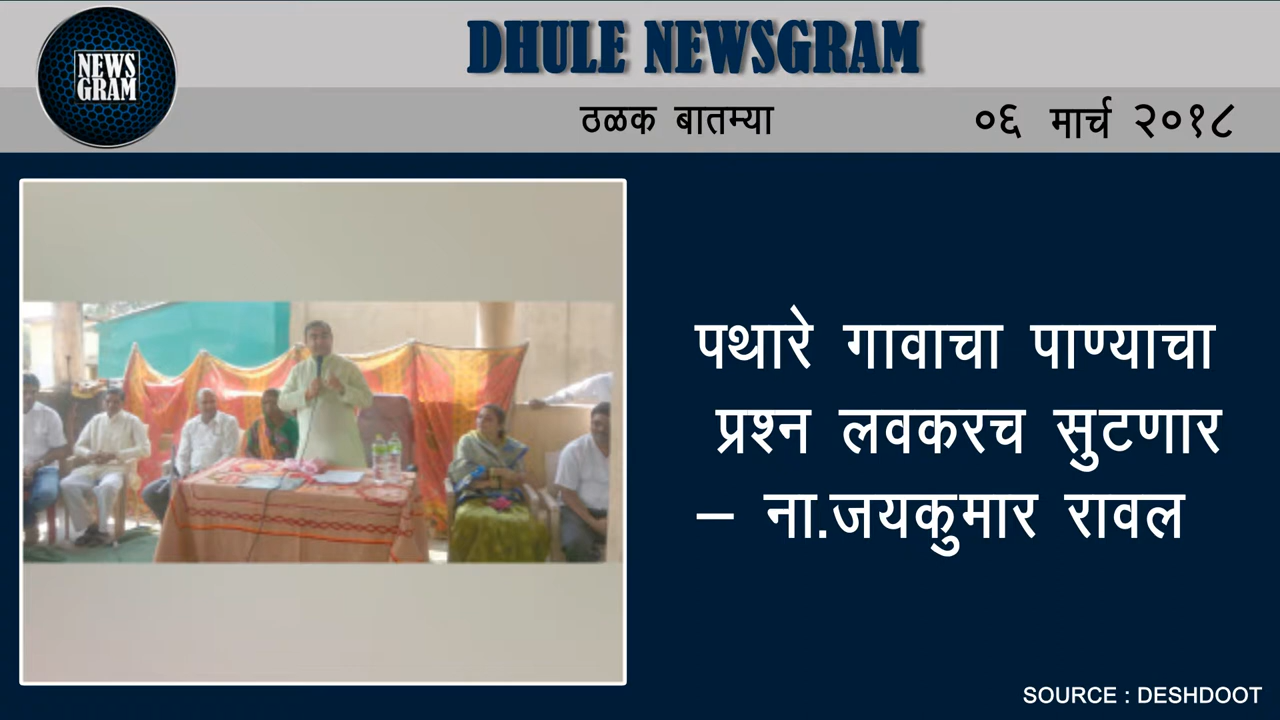 NEWS
GRAM
DHULE NEWSGRAM
ठळक बातम्या
०६ मार्च २०१८
पथारे गावाचा पाण्याचा
प्रश्न लवकरच सुटणार
– ना.जयकुमार रावल
SOURCE : DESHDOOT